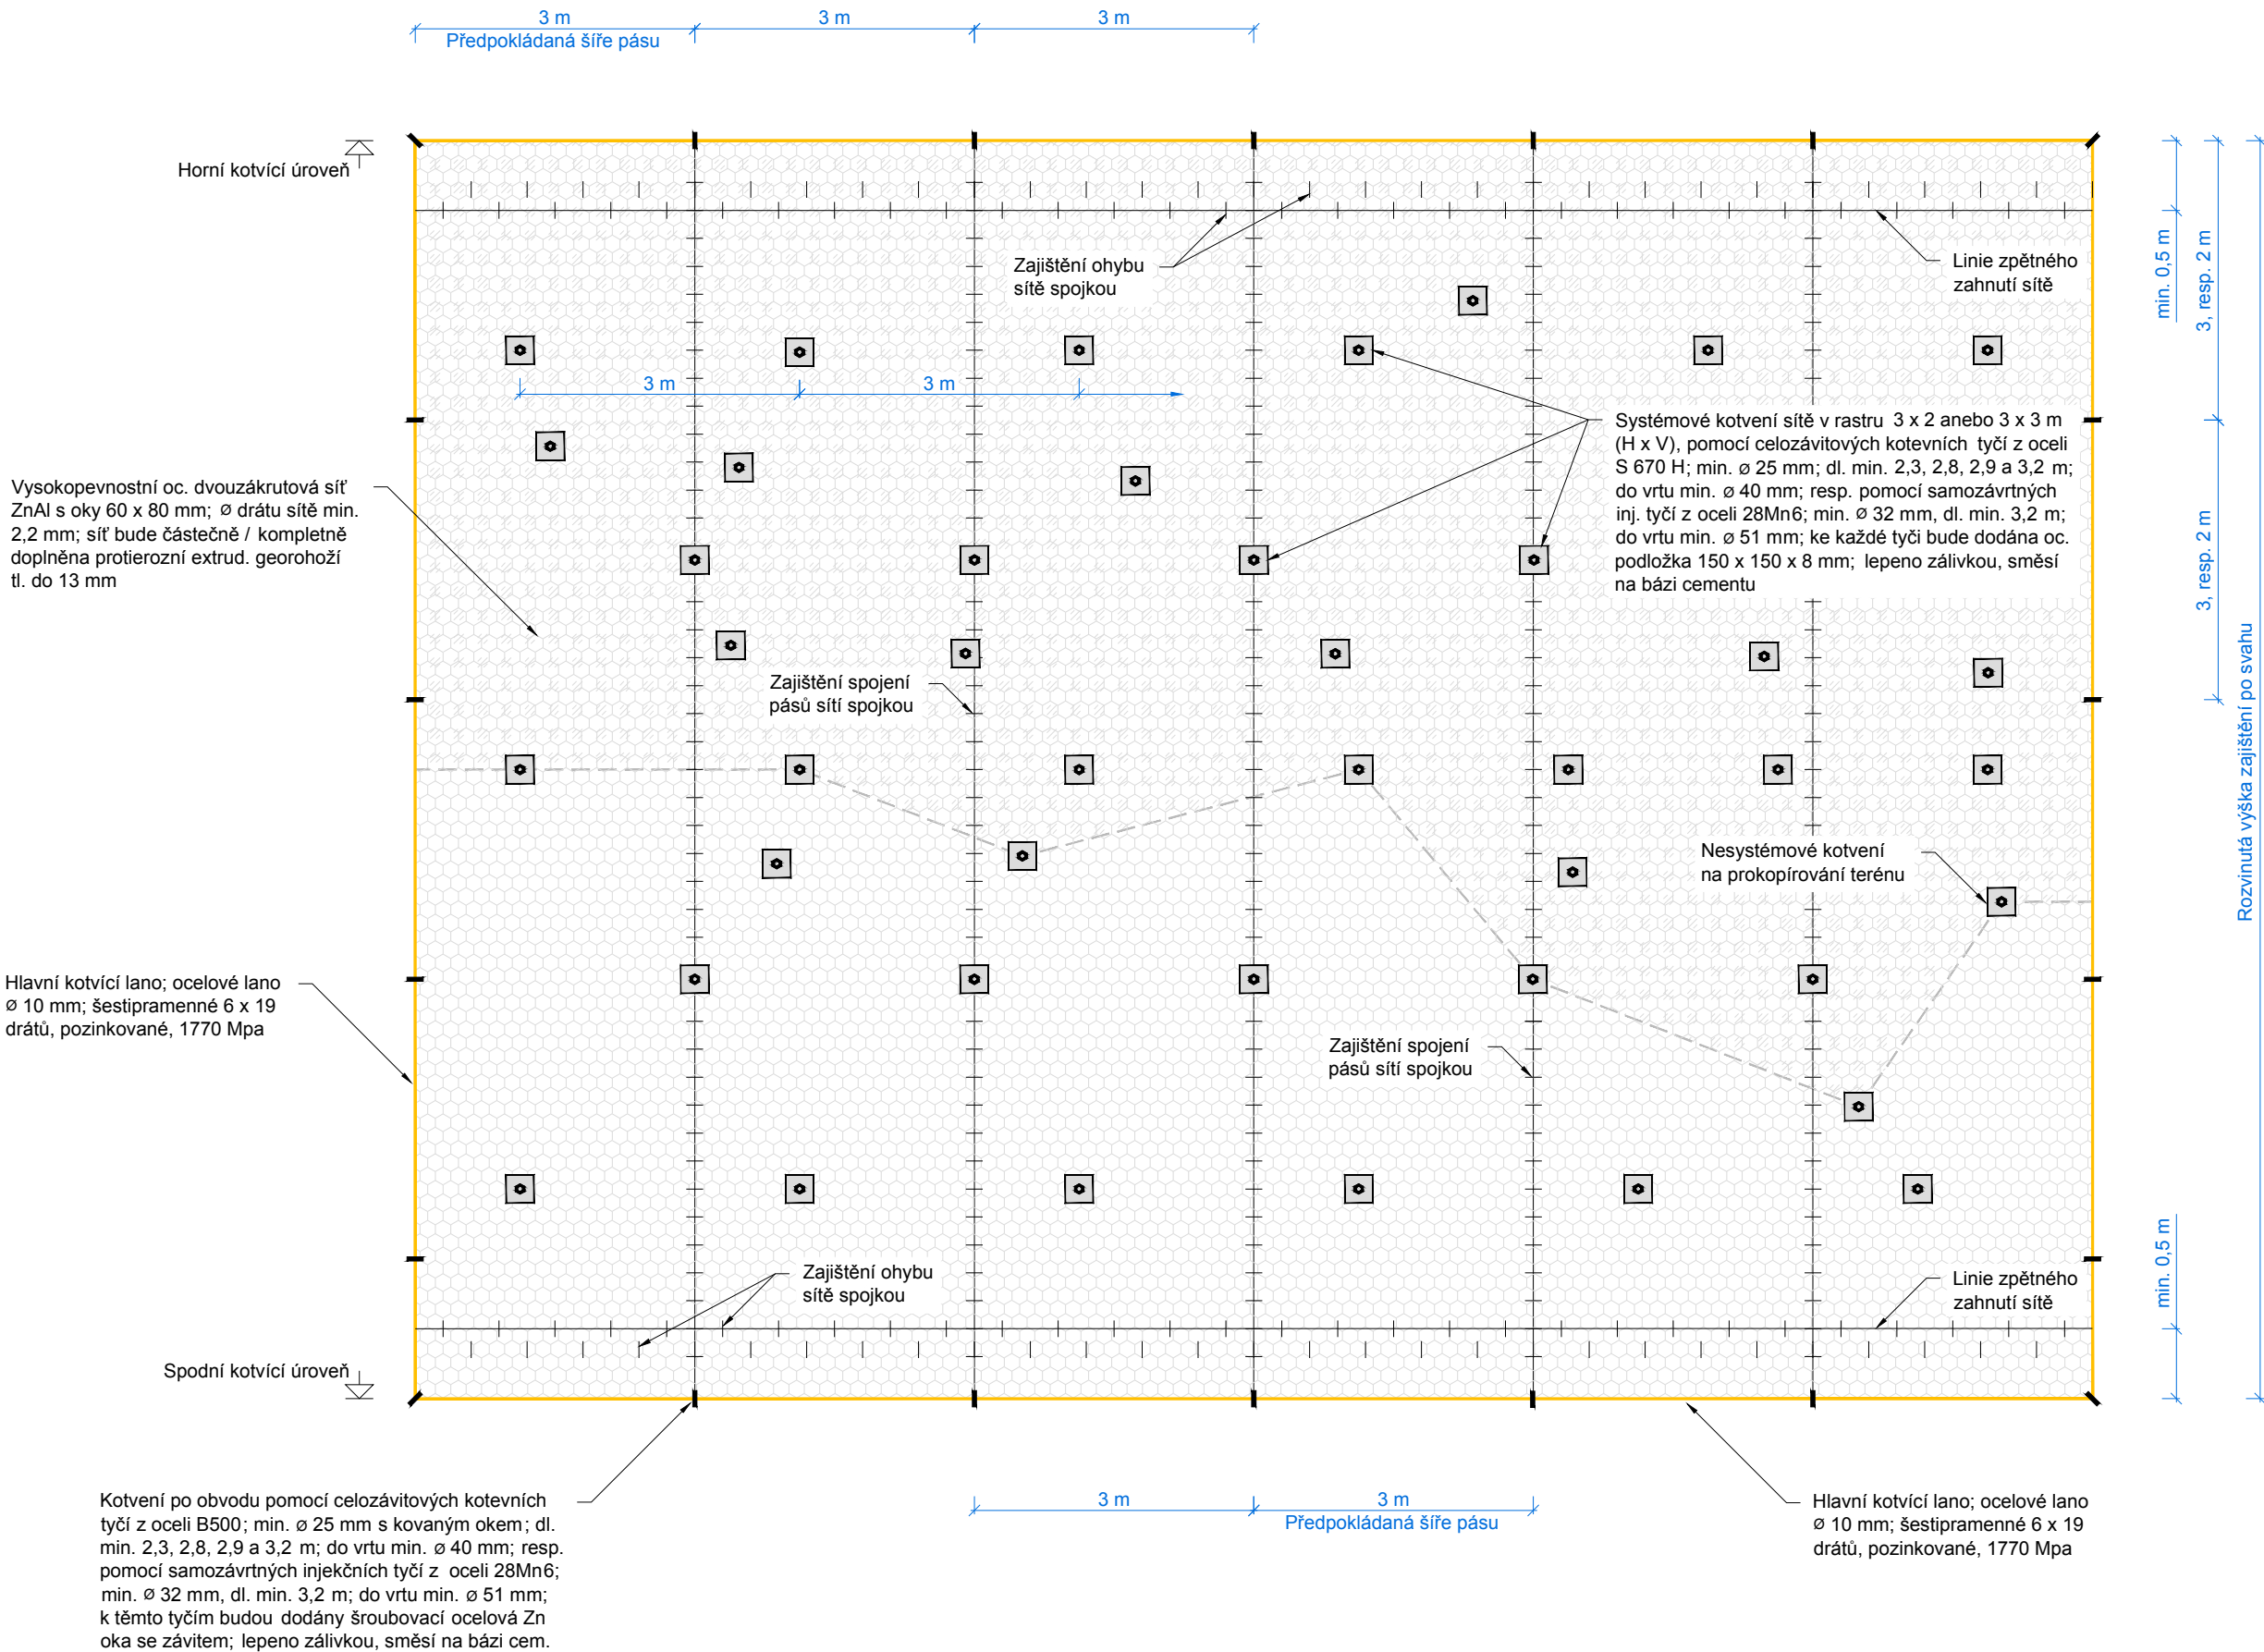 3 m
3 m
3 m
Předpokládaná šíře pásu
Horní kotvící úroveň
min. 0,5 m
3, resp. 2 m
Zajištění ohybu
sítě spojkou
Linie zpětného
zahnutí sítě
3 m
3 m
Systémové kotvení sítě v rastru 3 x 2 anebo 3 x 3 m
(H x V), pomocí celozávitových kotevních tyčí z oceli
S 670 H; min. ø 25 mm; dl. min. 2,3, 2,8, 2,9 a 3,2 m;
do vrtu min. ø 40 mm; resp. pomocí samozávrtných
inj. tyčí z oceli 28Mn6; min. ø 32 mm, dl. min. 3,2 m;
do vrtu min. ø 51 mm; ke každé tyči bude dodána oc.
podložka 150 x 150 x 8 mm; lepeno zálivkou, směsí
na bázi cementu
Vysokopevnostní oc. dvouzákrutová síť
ZnAl s oky 60 x 80 mm; ø drátu sítě min.
2,2 mm; síť bude částečně / kompletně
doplněna protierozní extrud. georohoží
tl. do 13 mm
3, resp. 2 m
Rozvinutá výška zajištění po svahu
Zajištění spojení
pásů sítí spojkou
Nesystémové kotvení
na prokopírování terénu
Hlavní kotvící lano; ocelové lano
ø 10 mm; šestipramenné 6 x 19
drátů, pozinkované, 1770 Mpa
Zajištění spojení
pásů sítí spojkou
Zajištění ohybu
sítě spojkou
Linie zpětného
zahnutí sítě
min. 0,5 m
Spodní kotvící úroveň
Kotvení po obvodu pomocí celozávitových kotevních
tyčí z oceli B500; min. ø 25 mm s kovaným okem; dl.
min. 2,3, 2,8, 2,9 a 3,2 m; do vrtu min. ø 40 mm; resp.
pomocí samozávrtných injekčních tyčí z oceli 28Mn6;
min. ø 32 mm, dl. min. 3,2 m; do vrtu min. ø 51 mm;
k těmto tyčím budou dodány šroubovací ocelová Zn
oka se závitem; lepeno zálivkou, směsí na bázi cem.
3 m
3 m
Předpokládaná šíře pásu
Hlavní kotvící lano; ocelové lano
ø 10 mm; šestipramenné 6 x 19
drátů, pozinkované, 1770 Mpa